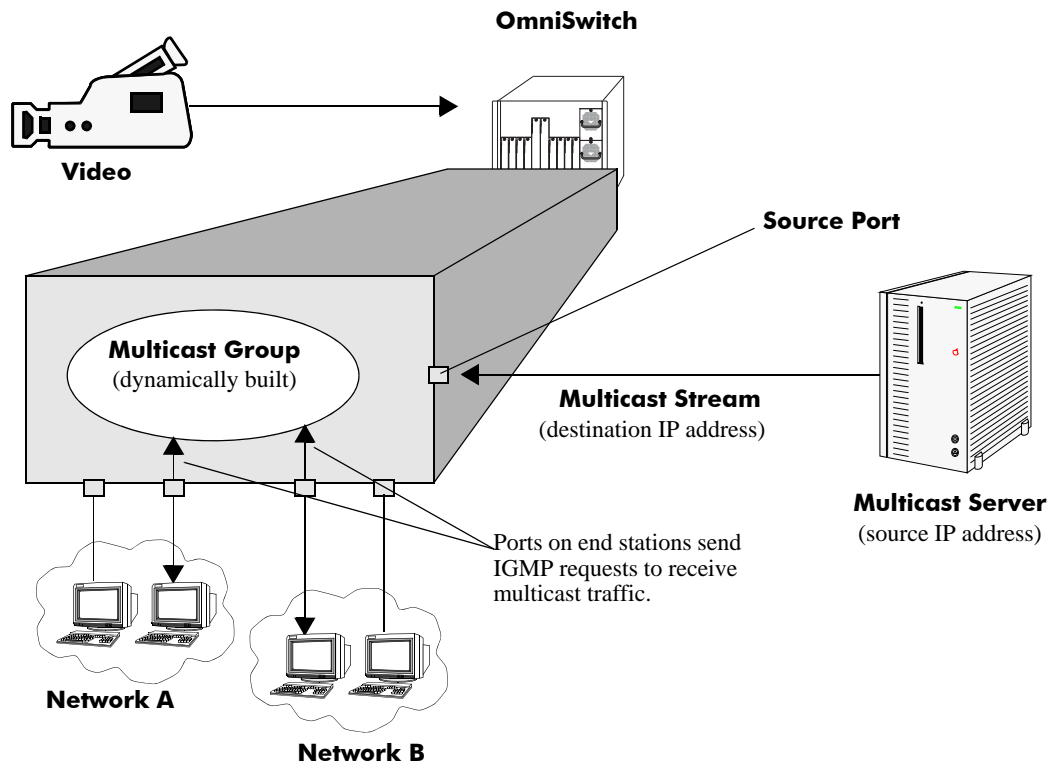 OmniSwitch
Video
Source Port
Multicast Group
(dynamically built)
Multicast Stream
(destination IP address)
Multicast Server
(source IP address)
Ports on end stations send
IGMP requests to receive
multicast traffic.
Network A
Network B